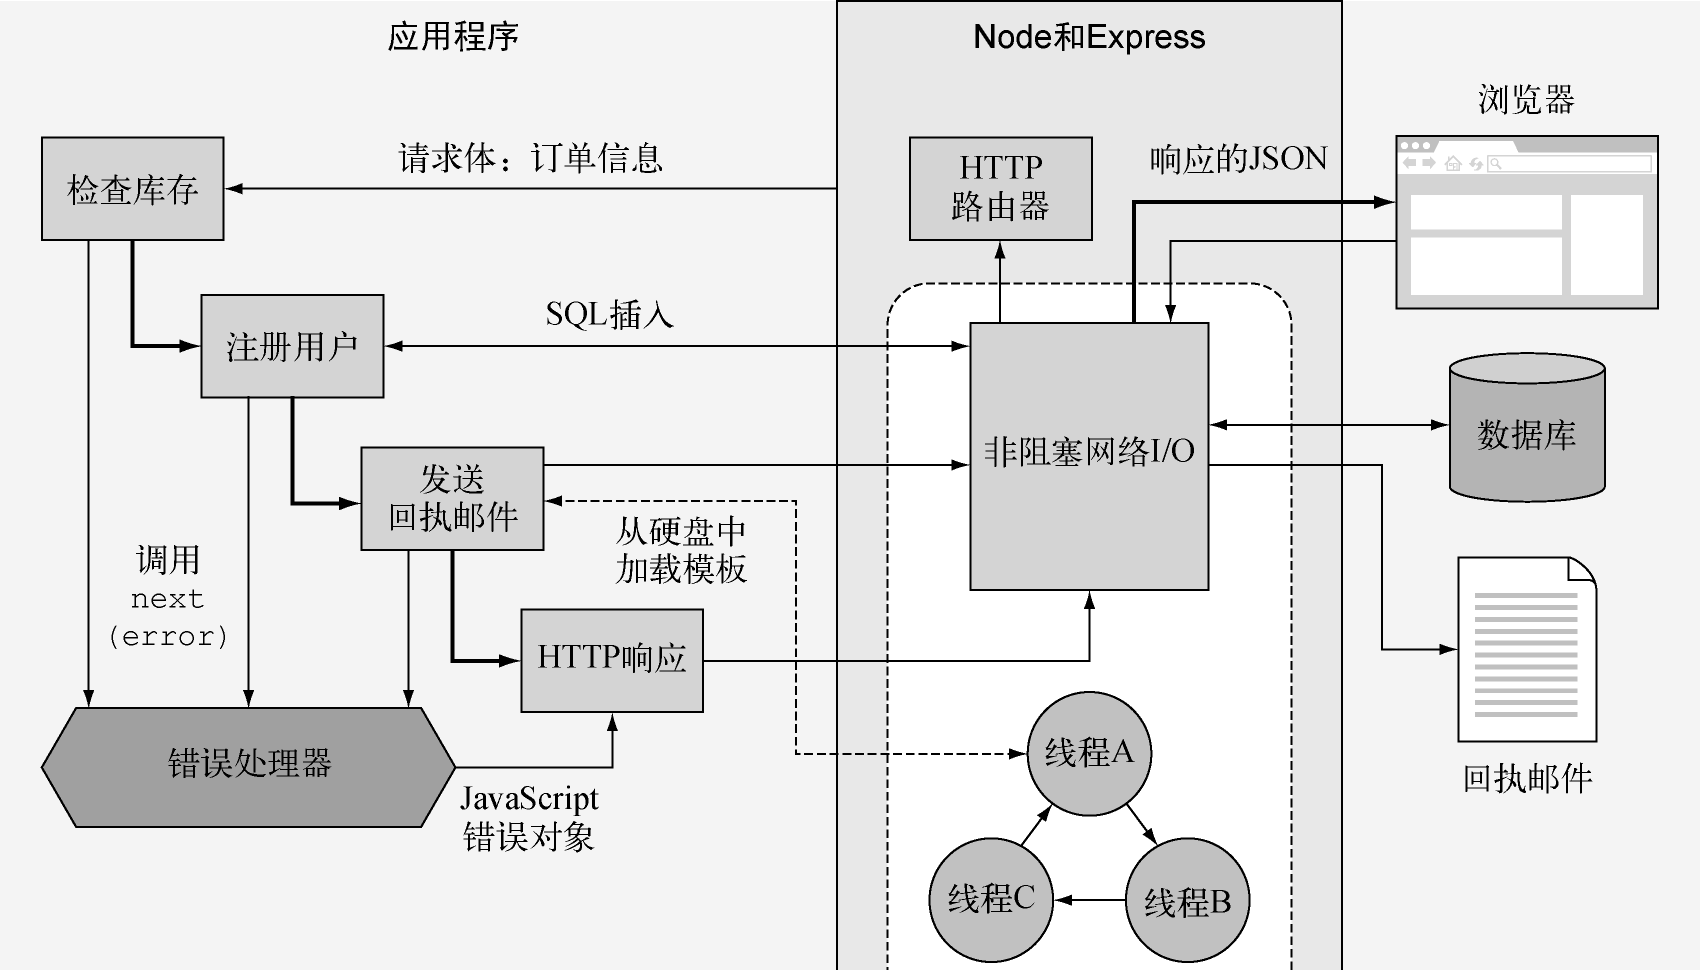 应用程序
Node和Express
浏览器
请求体：订单信息
响应的JSON
HTTP
路由器
检查库存
SQL插入
注册用户
数据库
非阻塞网络I/O
发送
回执邮件
从硬盘中
加载模板
调用
next
(error)
HTTP响应
错误处理器
JavaScript
错误对象
线程A
回执邮件
线程C
线程B